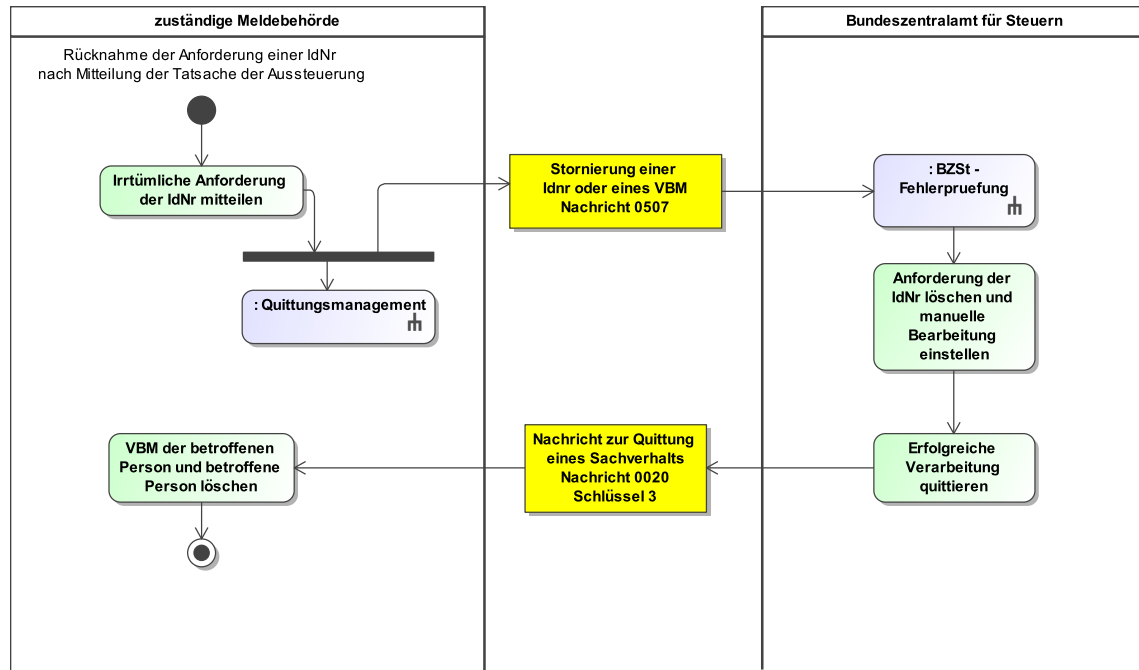 zuständige Meldebehörde
Bundeszentralamt für Steuern
Rücknahme der Anforderung einer IdNr
nach Mitteilung der Tatsache der Aussteuerung
Irrtümliche Anforderung
der IdNr mitteilen
: Quittungsmanagement
Stornierung einer
Idnr oder eines VBM
Nachricht 0507
: BZSt -
Fehlerpruefung
Anforderung der
IdNr löschen und
manuelle
Bearbeitung
einstellen
Erfolgreiche
Verarbeitung
quittieren
Nachricht zur Quittung
eines Sachverhalts
Nachricht 0020
Schlüssel 3
VBM der betroffenen
Person und betroffene
Person löschen